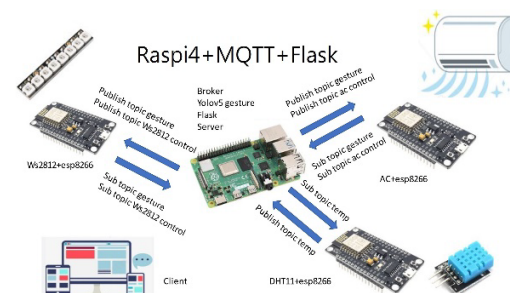 Raspi4+MQTT+Flask
Broker
Yolov5 gesture
Flask
Server
Publish topic gesture
Publish topic Ws2812 control
Publish topic gesture
Publish topic ac control
Ws2812+esp8266
Sub topic gesture
Sub topic Ws2812 control
Sub topic gesture
Sub topic ac control
AC+esp8266
Sub topic temp
Publish topic temp
Client
DHT11+esp8266